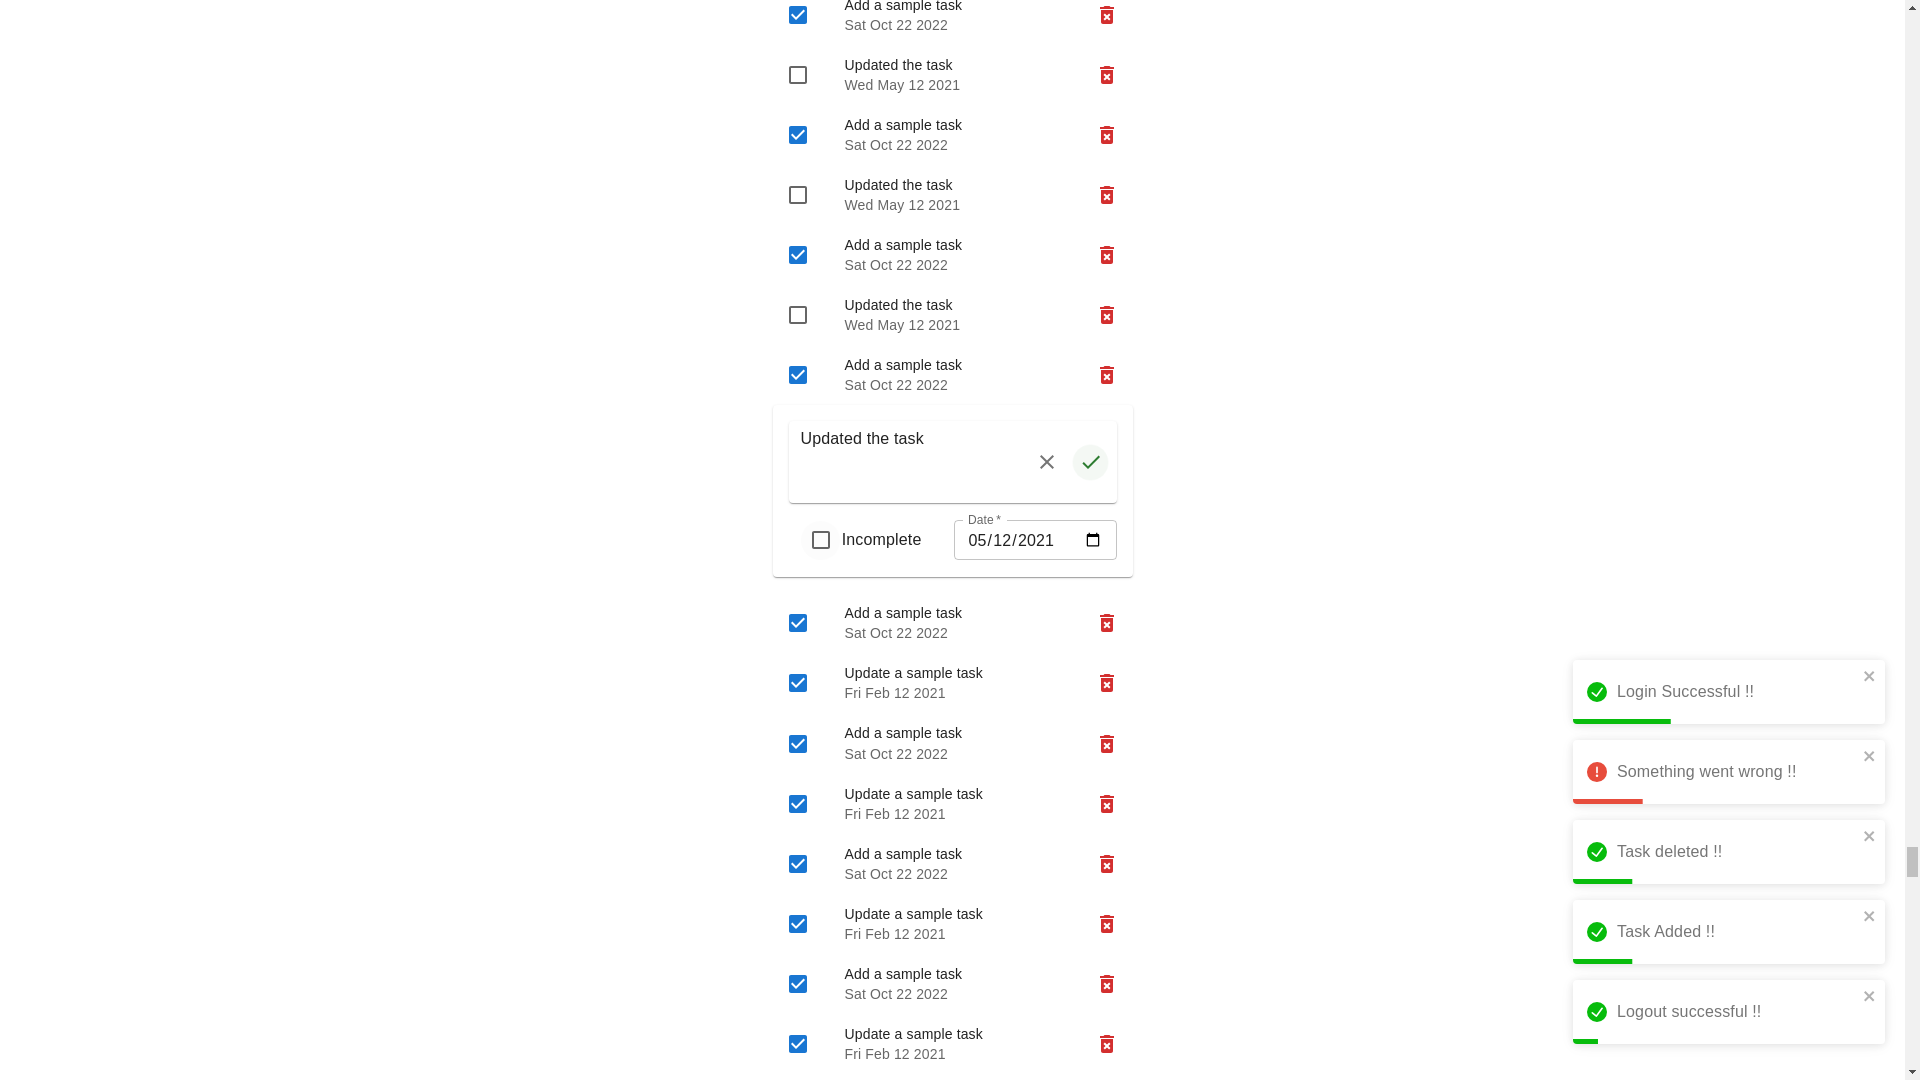 Add a sample task
Sat Oct 22 2022
Updated the task
Wed May 12 2021
Add a sample task
Sat Oct 22 2022
Updated the task
Wed May 12 2021
Add a sample task
Sat Oct 22 2022
Updated the task
Wed May 12 2021
Add a sample task
Sat Oct 22 2022
Updated the task
Date *
Incomplete
05/12/2021
Add a sample task
Sat Oct 22 2022
Update a sample task
Fri Feb 12 2021
Add a sample task
Sat Oct 22 2022
Update a sample task
Fri Feb 12 2021
Add a sample task
Sat Oct 22 2022
Update a sample task
Fri Feb 12 2021
Add a sample task
Sat Oct 22 2022
Update a sample task
Fri Feb 12 2021
Login Successful !!
Something went wrong !!
Task deleted !!
Task Added !!
Logout successful !!